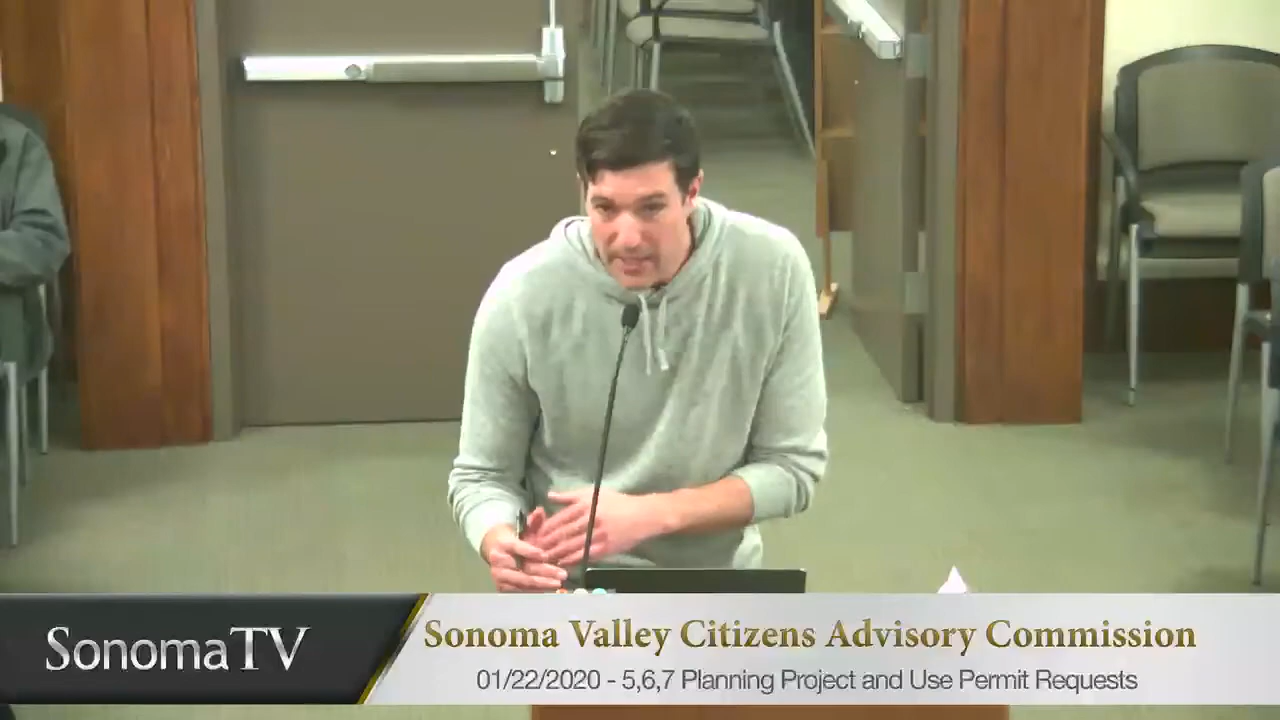 SonomaTV
Sonoma Valley Citizens Advisory Commission
01/22/2020 - 5,6,7 Planning Project and Use Permit Requests